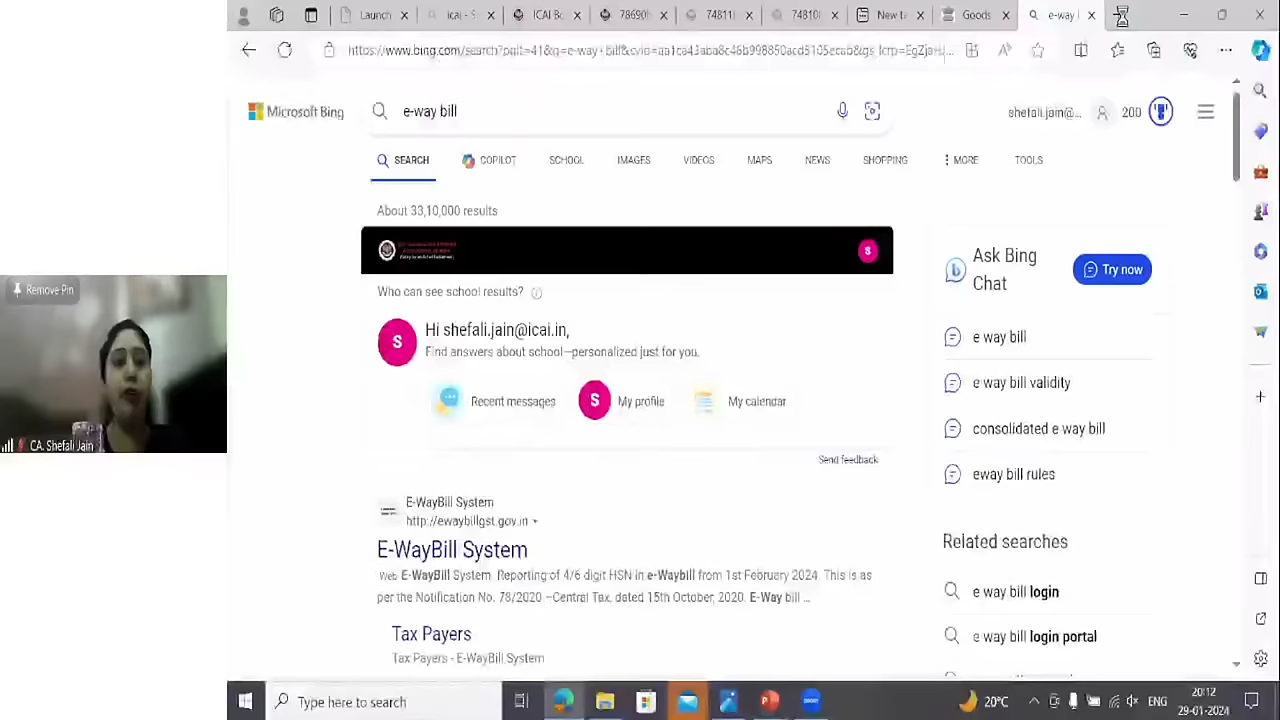 Launch
icai - S
ICAI Bo
78690
74811
74810
New ta
Goods
e-way l
Microsoft Bing
e-way bill
shefali.jain@...
200
SEARCH
COPILOT
SCHOOL
IMAGES
VIDEOS
MAPS
NEWS
SHOPPING
MORE
TOOLS
About 33,10,000 results
S
Who can see school results?
S
Hi shefali.jain@icai.in,
Find answers about school—personalized just for you.
Recent messages
S
My profile
My calendar
Send feedback
E-WayBill System
http://ewaybillgst.gov.in
E-WayBill System
Web E-WayBill System. Reporting of 4/6 digit HSN in e-Waybill from 1st February 2024. This is as
per the Notification No. 78/2020 –Central Tax, dated 15th October, 2020. E-Way bill ...
Tax Payers
Tax Payers - E-WayBill System
Ask Bing
Chat
Try now
e way bill
e way bill validity
consolidated e way bill
eway bill rules
Related searches
e way bill login
e way bill login portal
Remove Pin
CA. Shefali Jain
Type here to search
20°C
ENG
20:12
29-01-2024